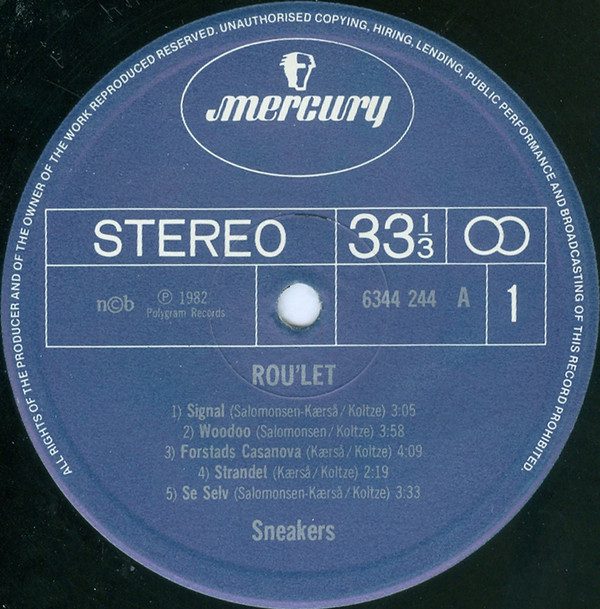 ALL RIGHTS OF THE PRODUCER AND OF THE OWNER OF THE WORK REPRODUCED RESERVED. UNAUTHORISED COPYING, HIRING, LENDING, PUBLIC PERFORMANCE AND BROADCASTING OF THIS RECORD PROHIBITED.
mercury
STEREO 33 1/3
n©b ℗ 1982 6344 244 A 1
Polygram Records
ROU'LET
1) Signal (Salomonsen-Kærså/Koltze) 3:05
2) Woodoo (Salomonsen/Koltze) 3:58
3) Forstads Casanova (Kærså/Koltze) 4:09
4) Strandet (Kærså/Koltze) 2:19
5) Se Selv (Salomonsen-Kærså/Koltze) 3:33
Sneakers